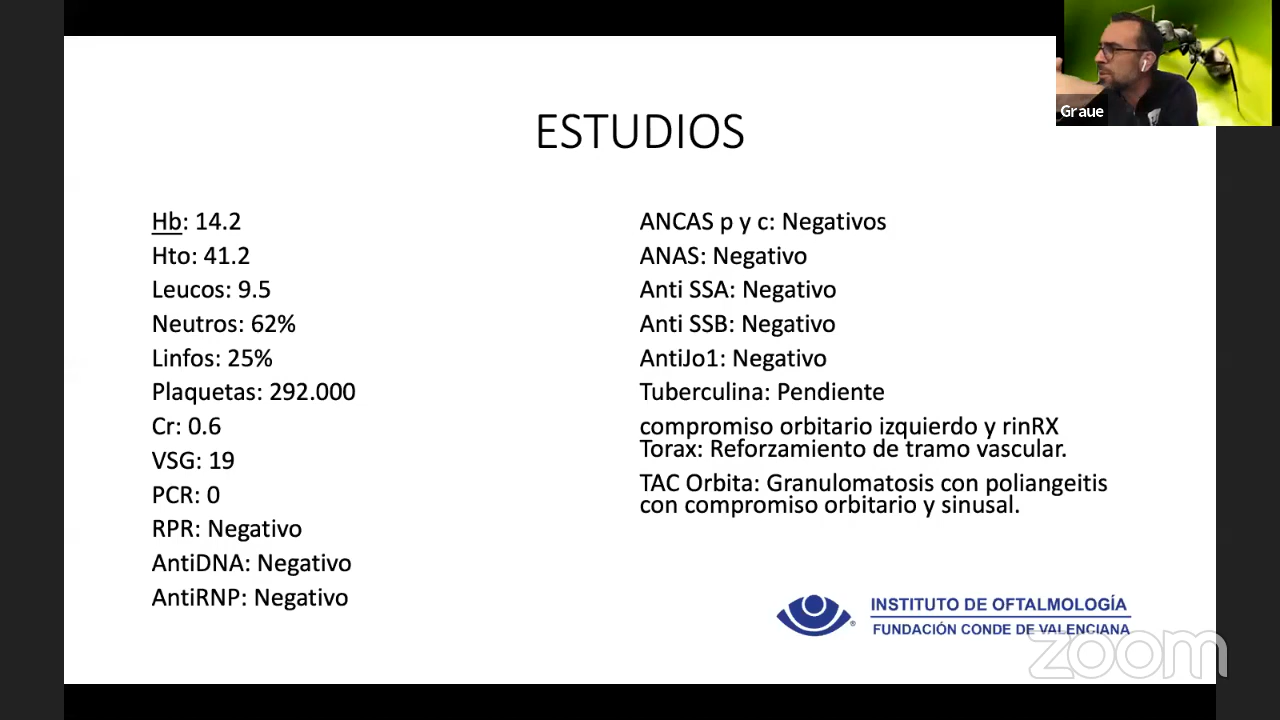 Graue
ESTUDIOS
Hb: 14.2
Hto: 41.2
Leucos: 9.5
Neutros: 62%
Linfos: 25%
Plaquetas: 292.000
Cr: 0.6
VSG: 19
PCR: 0
RPR: Negativo
AntiDNA: Negativo
AntiRNP: Negativo
ANCAS p y c: Negativos
ANAS: Negativo
Anti SSA: Negativo
Anti SSB: Negativo
AntiJo1: Negativo
Tuberculina: Pendiente
compromiso orbitario izquierdo y rinRX
Torax: Reforzamiento de tramo vascular.
TAC Orbita: Granulomatosis con poliangeitis
con compromiso orbitario y sinusal.
INSTITUTO DE OFTALMOLOGÍA
FUNDACIÓN CONDE DE VALENCIANA
zoom